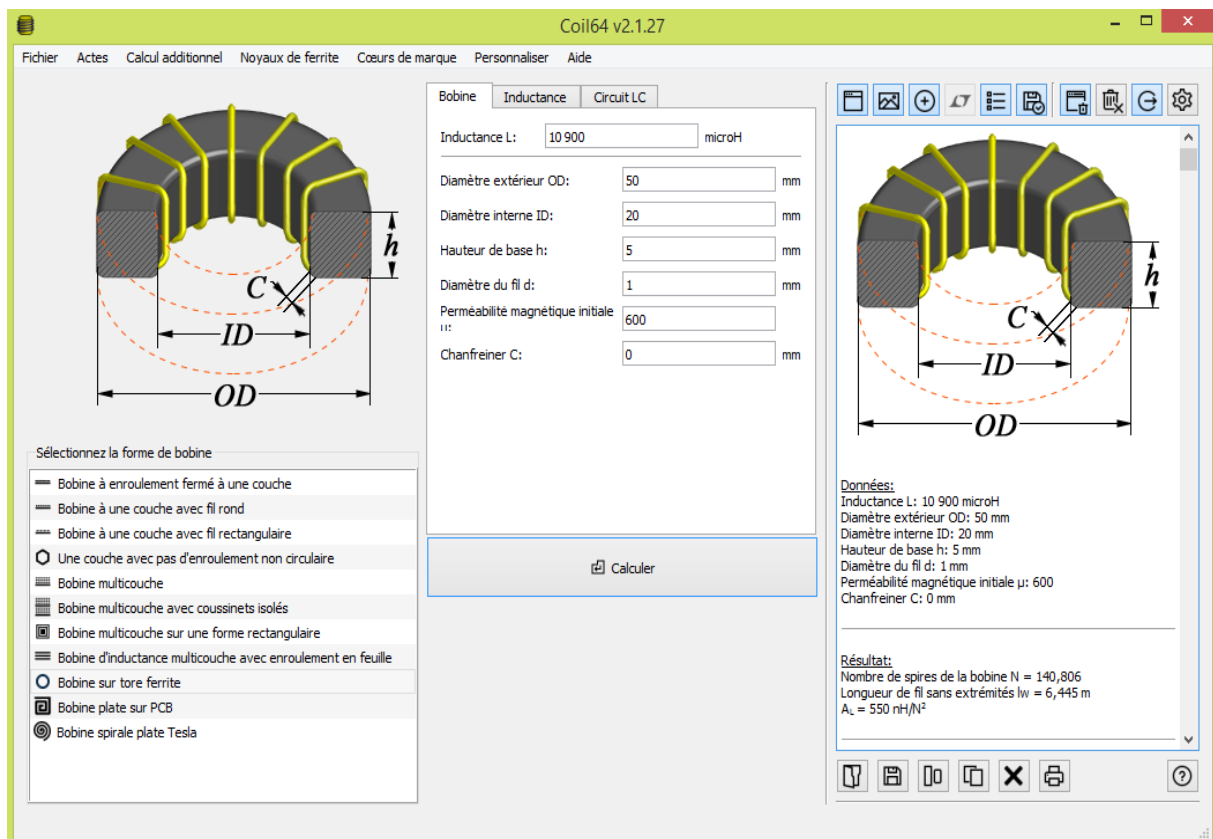 Coil64 v2.1.27
Fichier Actes Calcul additionnel Noyaux de ferrite Cœurs de marque Personnaliser Aide
h
C
ID
OD
Sélectionnez la forme de bobine
Bobine à enroulement fermé à une couche
Bobine à une couche avec fil rond
Bobine à une couche avec fil rectangulaire
Une couche avec pas d'enroulement non circulaire
Bobine multicouche
Bobine multicouche avec coussinets isolés
Bobine multicouche sur une forme rectangulaire
Bobine d'inductance multicouche avec enroulement en feuille
Bobine sur tore ferrite
Bobine plate sur PCB
Bobine spirale plate Tesla
Bobine Inductance Circuit LC
Inductance L: 10 900 microH
Diamètre extérieur OD: 50 mm
Diamètre interne ID: 20 mm
Hauteur de base h: 5 mm
Diamètre du fil d: 1 mm
Perméabilité magnétique initiale
µ: 600
Chanfreiner C: 0 mm
Calculer
h
C
ID
OD
Données:
Inductance L: 10 900 microH
Diamètre extérieur OD: 50 mm
Diamètre interne ID: 20 mm
Hauteur de base h: 5 mm
Diamètre du fil d: 1 mm
Perméabilité magnétique initiale µ: 600
Chanfreiner C: 0 mm
Résultat:
Nombre de spires de la bobine N = 140,806
Longueur de fil sans extrémités lw = 6,445 m
AL = 550 nH/N²